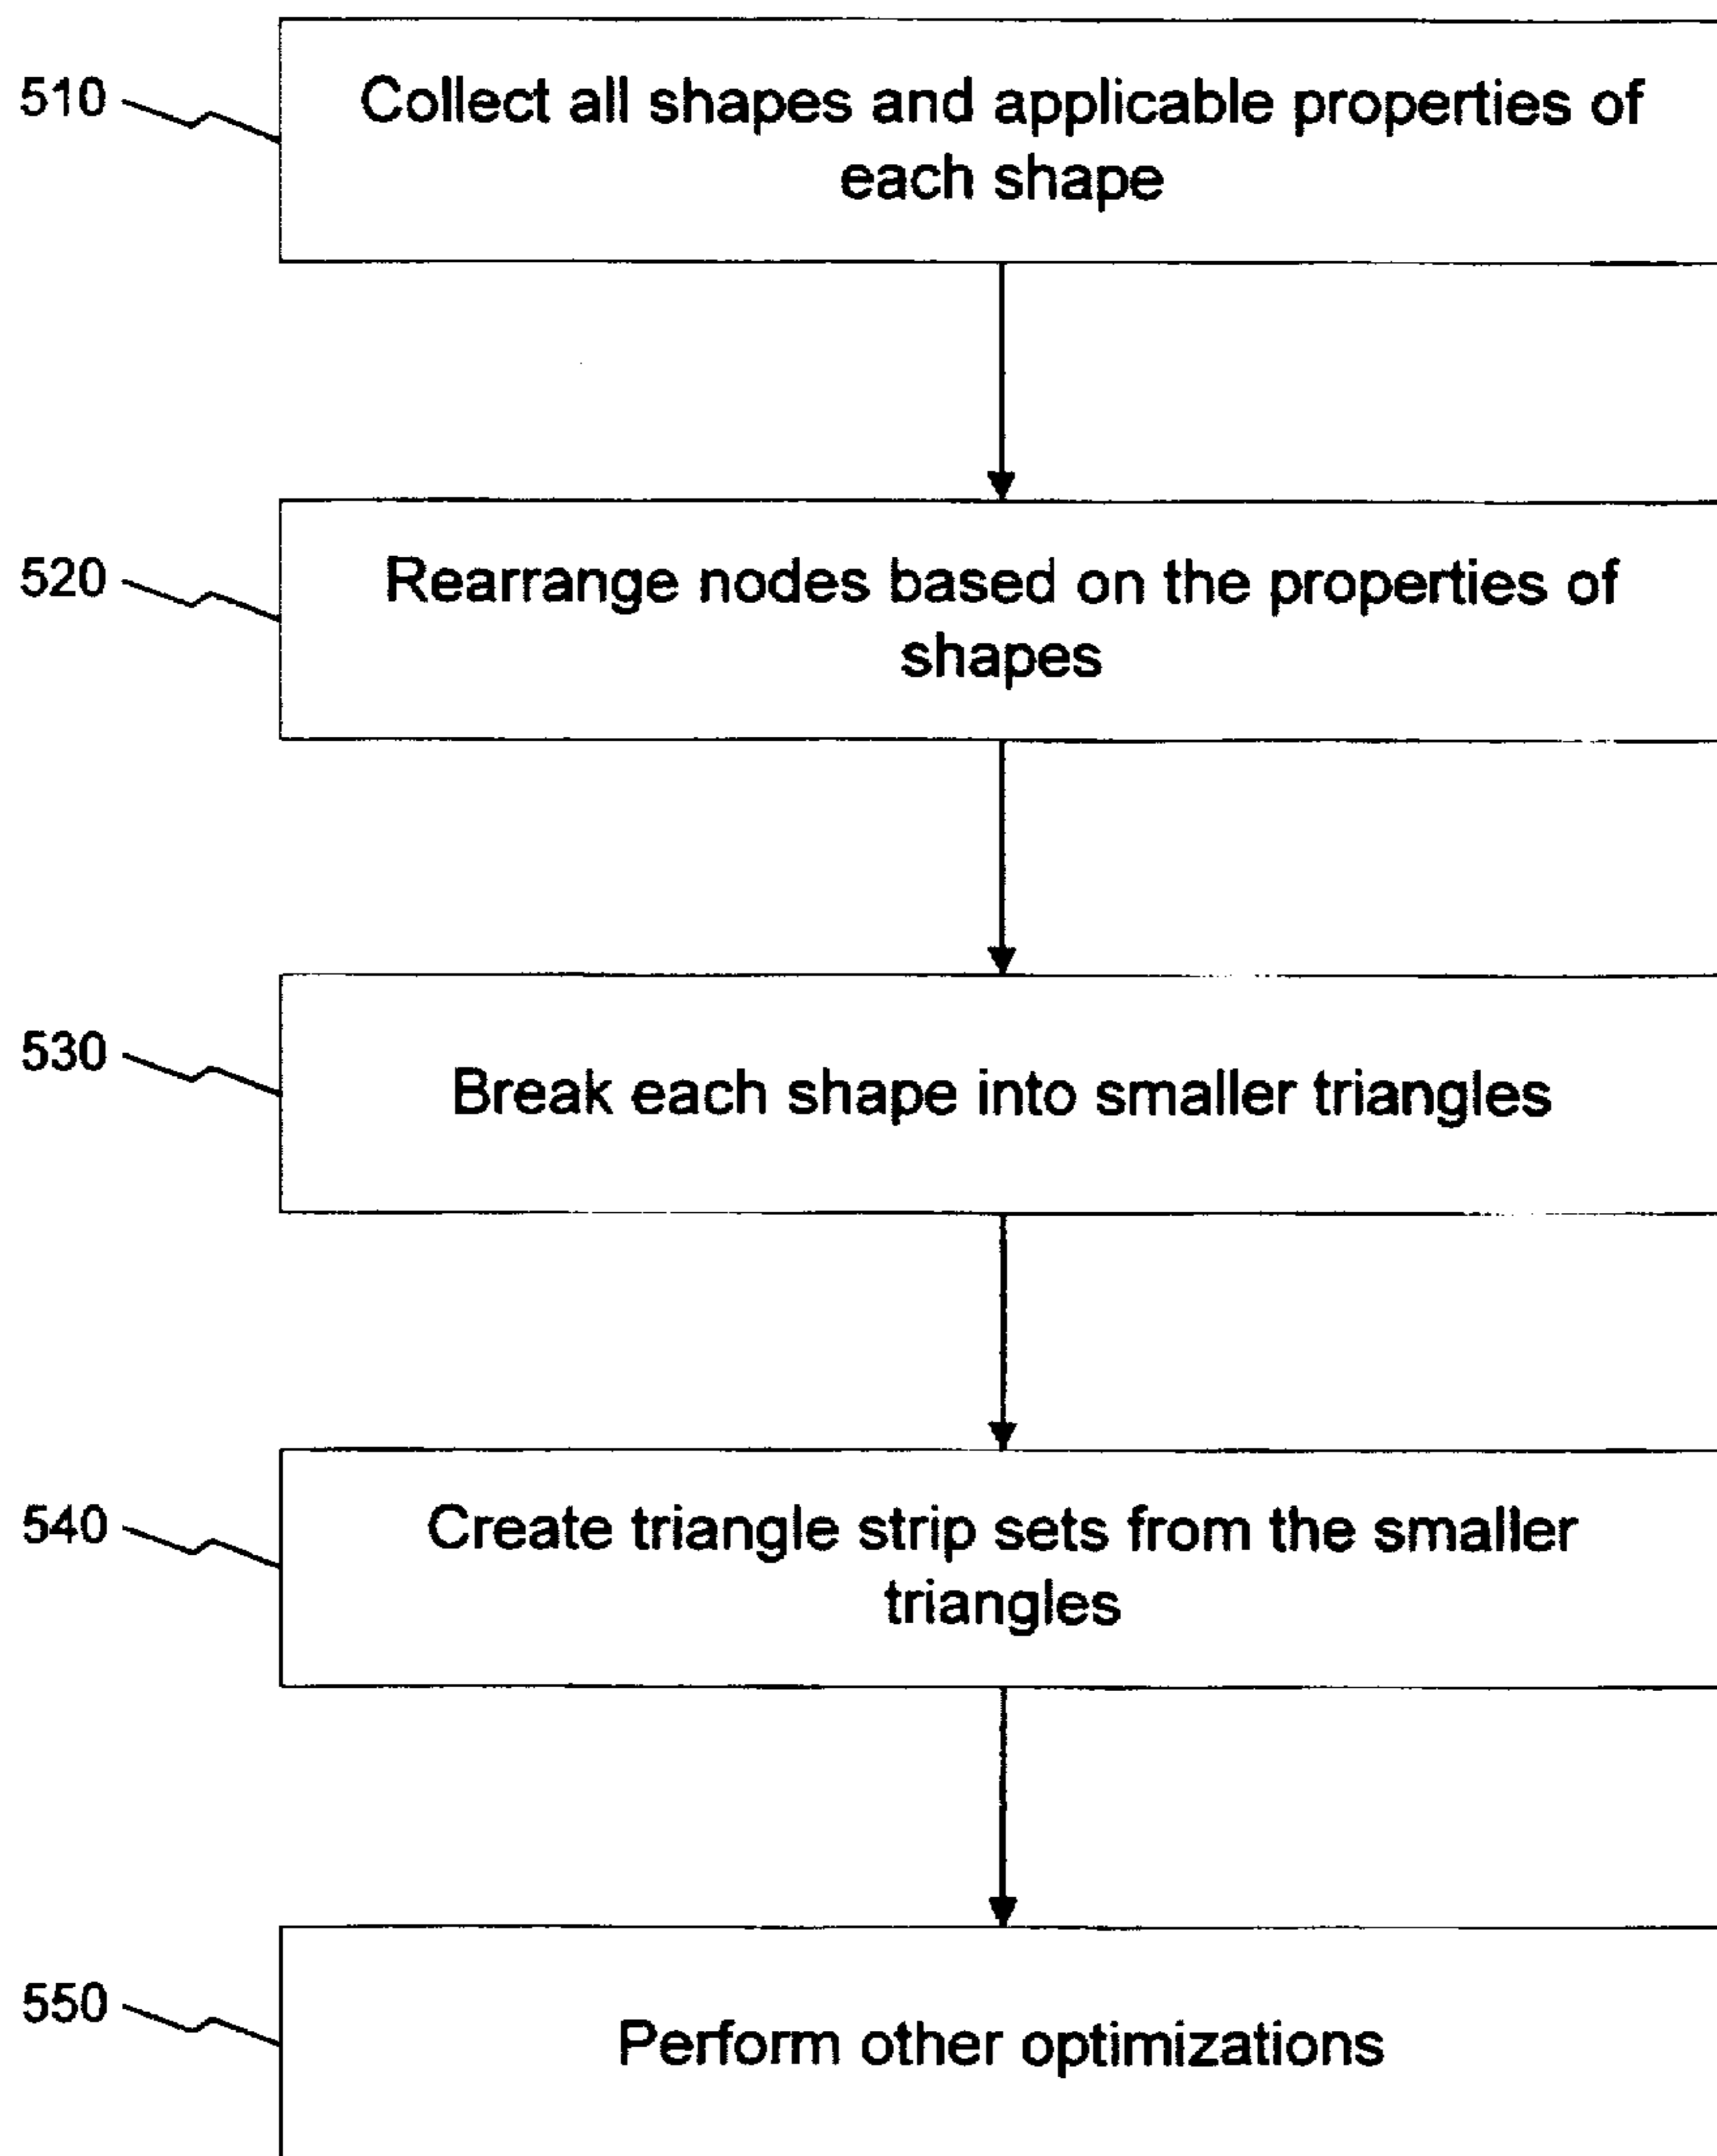 510
Collect all shapes and applicable properties of
each shape
520
Rearrange nodes based on the properties of
shapes
530
Break each shape into smaller triangles
540
Create triangle strip sets from the smaller
triangles
550
Perform other optimizations